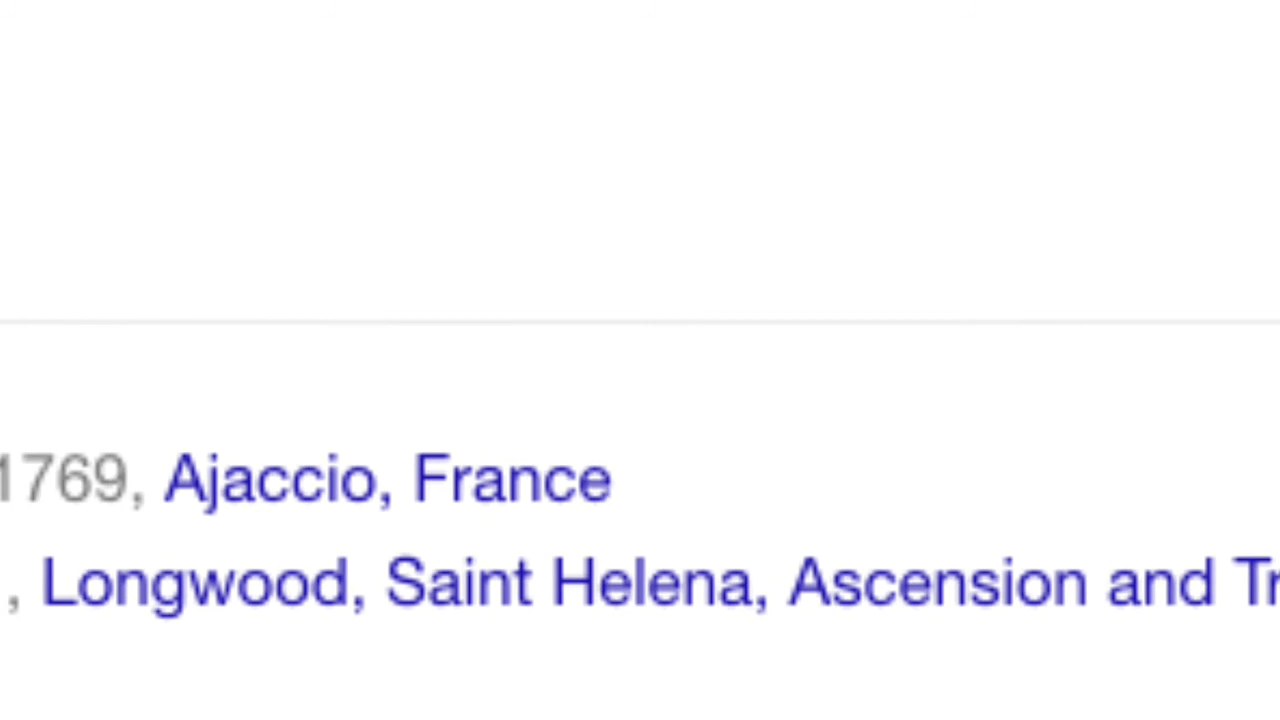 1769, Ajaccio, France
, Longwood, Saint Helena, Ascension and Tr